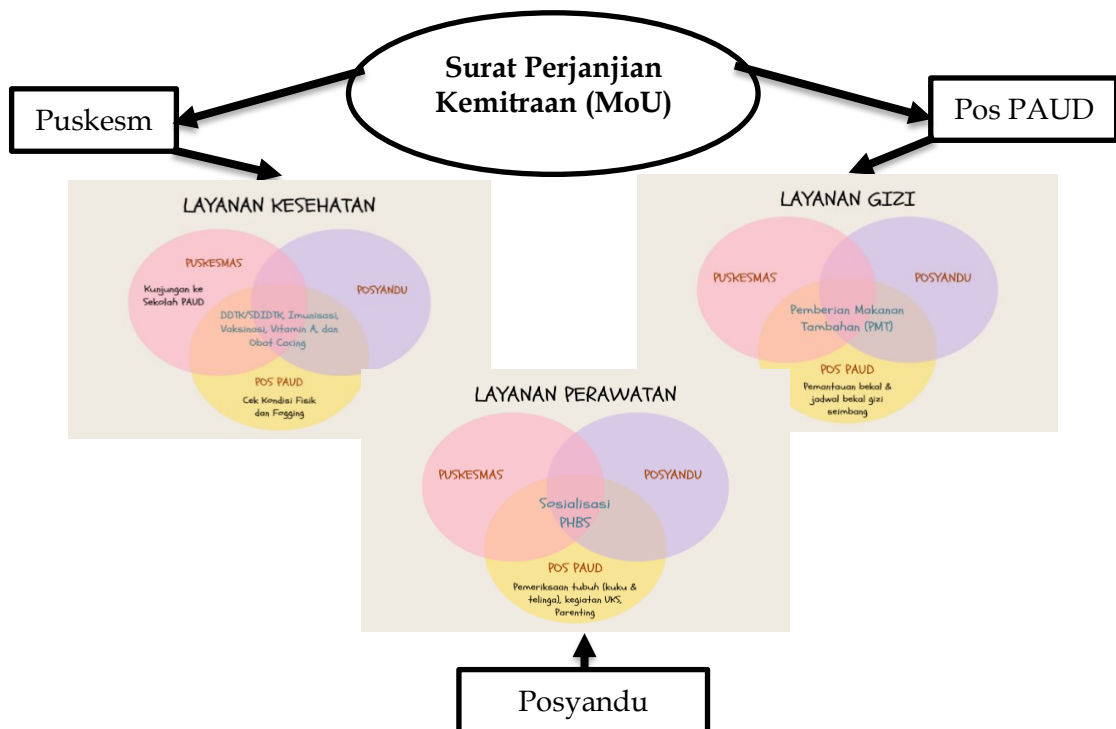 Surat Perjanjian
Kemitraan (MoU)
Puskesm
Pos PAUD
LAYANAN KESEHATAN
PUSKESMAS
Kunjungan ke
Sekolah PAUD
POSYANDU
DDTK/SDIDTK, Imunisasi,
Vaksinasi, Vitamin A, dan
Obat Cacing
POS PAUD
Cek Kondisi Fisik
dan Fogging
LAYANAN GIZI
PUSKESMAS
POSYANDU
Pemberian Makanan
Tambahan (PMT)
POS PAUD
Pemantauan bekal &
jadwal bekal gizi
seimbang
LAYANAN PERAWATAN
PUSKESMAS
POSYANDU
Sosialisasi
PHBS
POS PAUD
Pemeriksaan tubuh (kuku &
telinga), kegiatan UKS,
Parenting
Posyandu